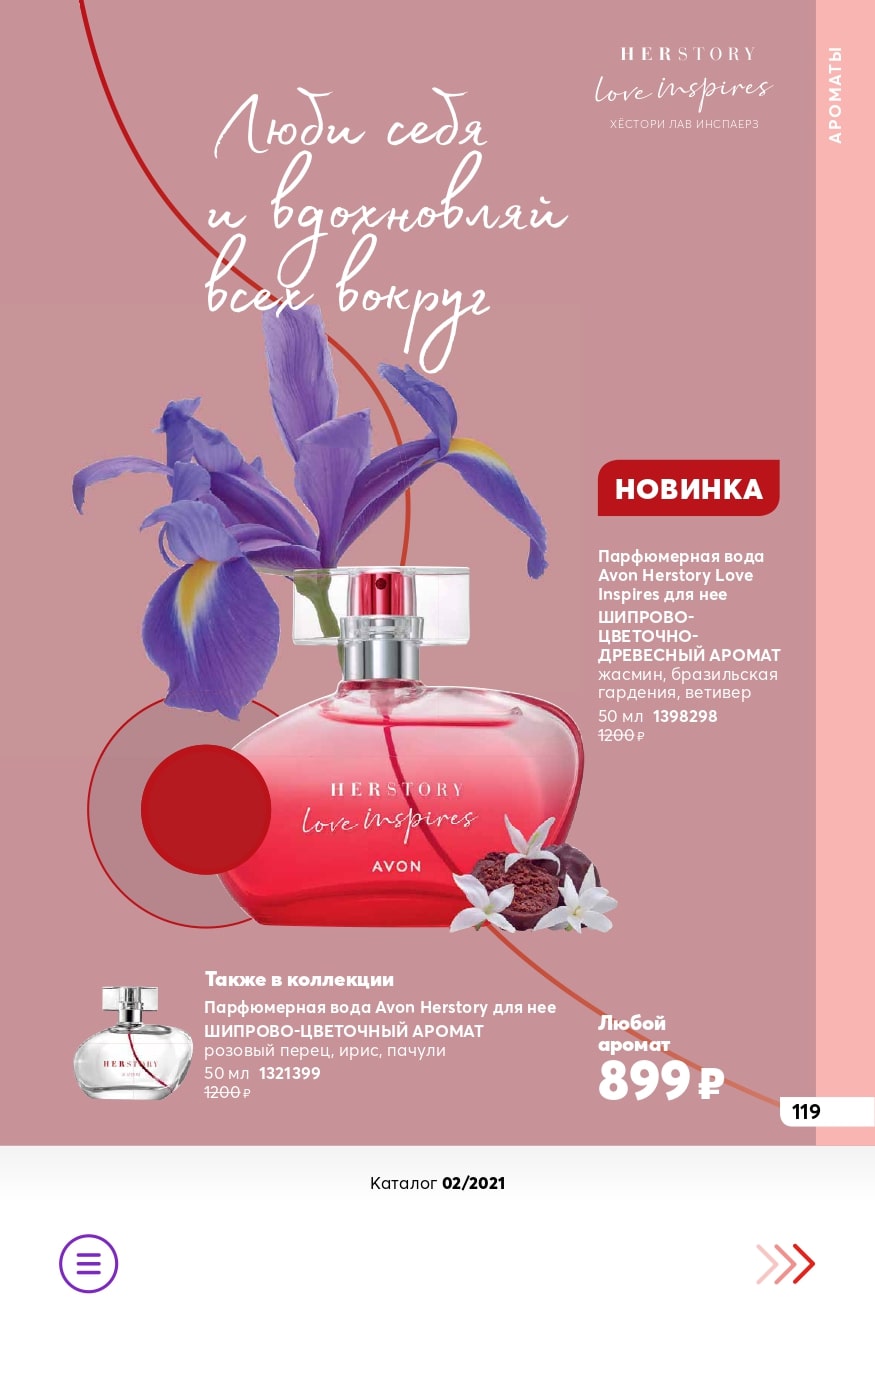 HERSTORY
love inspires
ХЁСТОРИ ЛАВ ИНСПАЕРЗ
АРОМАТЫ
Люби себя
и вдохновляй
всех вокруг
НОВИНКА
Парфюмерная вода
Avon Herstory Love
Inspires для нее
ШИПРОВО-
ЦВЕТОЧНО-
ДРЕВЕСНЫЙ АРОМАТ
жасмин, бразильская
гардения, ветивер
50 мл 1398298
1200 ₽
HERSTORY
love inspires
AVON
Также в коллекции
Парфюмерная вода Avon Herstory для нее
ШИПРОВО-ЦВЕТОЧНЫЙ АРОМАТ
розовый перец, ирис, пачули
50 мл 1321399
1200 ₽
HERSTORY
Любой
аромат
899 ₽
119
Каталог 02/2021